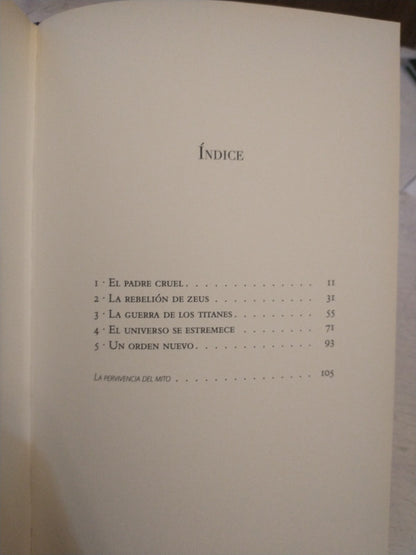 ÍNDICE
1 · EL PADRE CRUEL. . . . . . . . . . . . . . 11
2 · LA REBELIÓN DE ZEUS . . . . . . . . . . . 31
3 · LA GUERRA DE LOS TITANES . . . . . . . . 55
4 · EL UNIVERSO SE ESTREMECE . . . . . . . . 71
5 · UN ORDEN NUEVO. . . . . . . . . . . . . 93
LA PERVIVENCIA DEL MITO . . . . . . . . . . . . . . 105